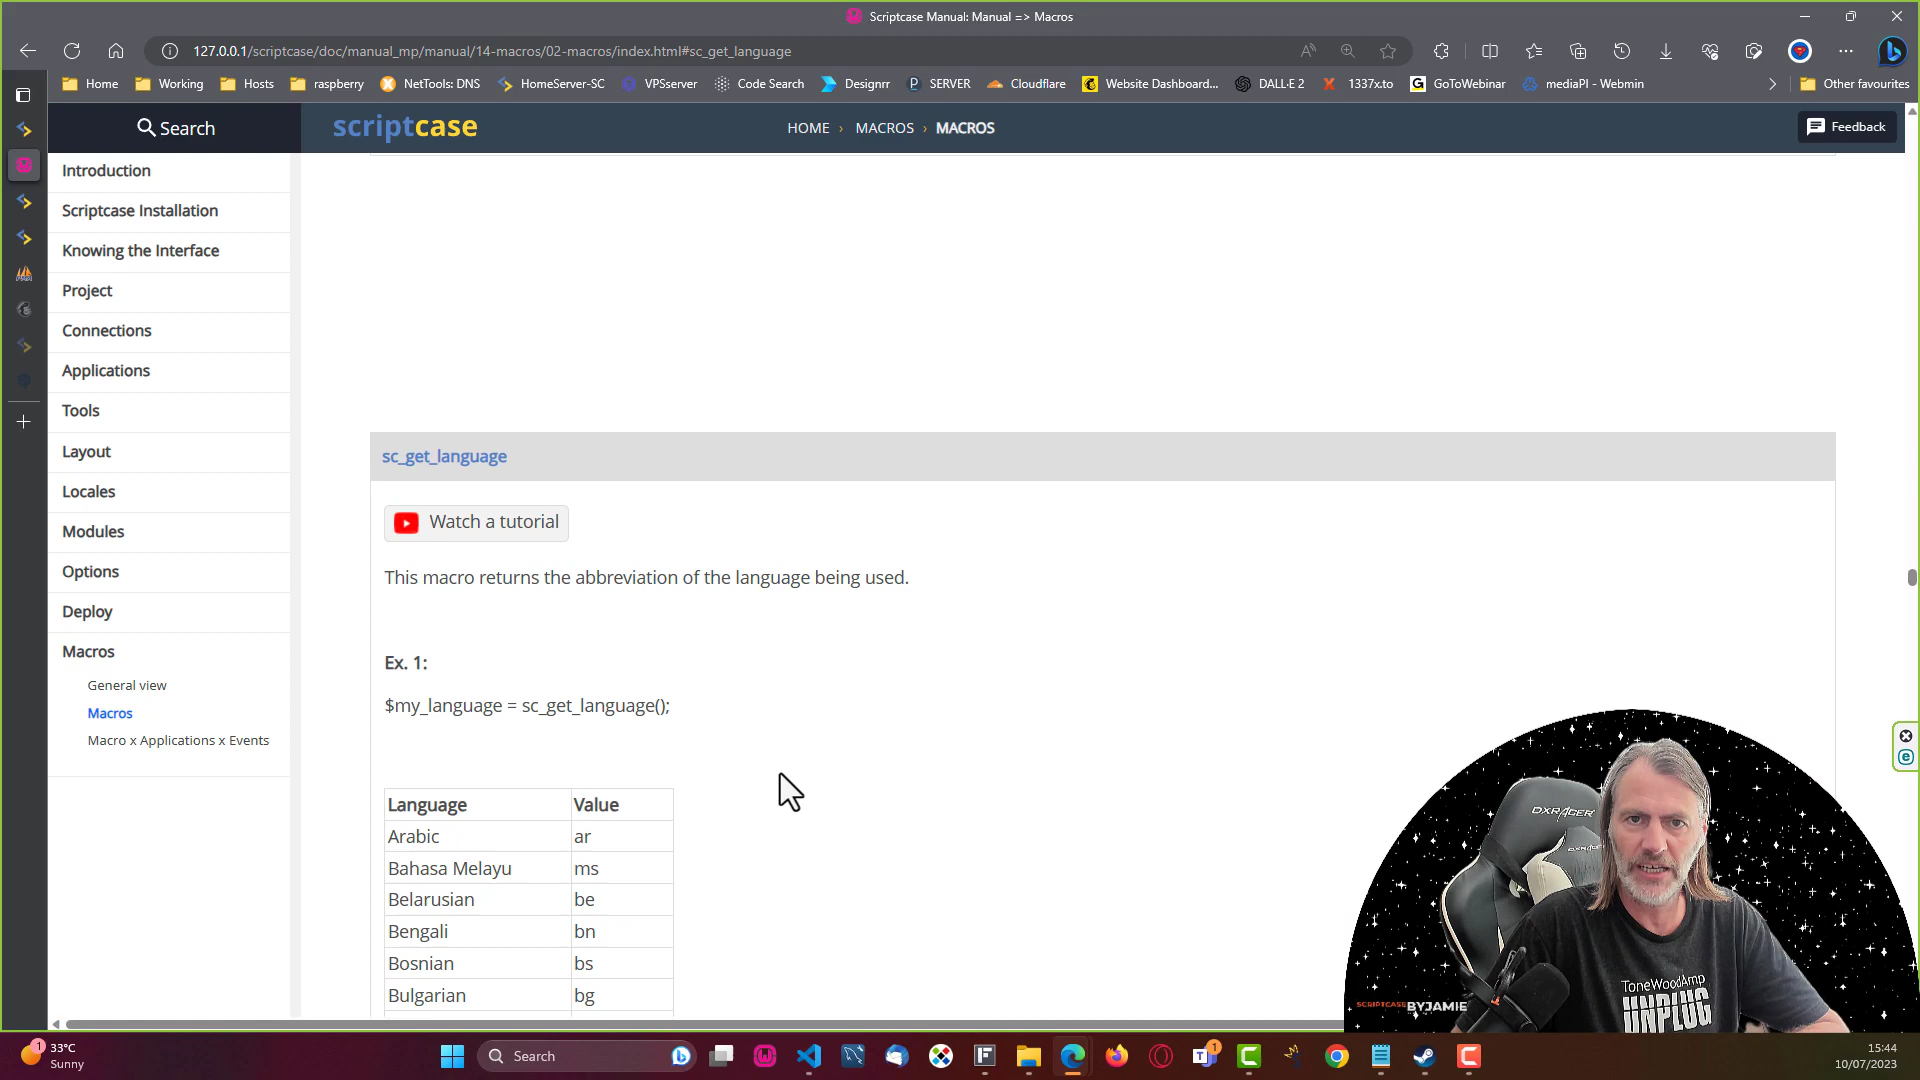 Scriptcase Manual: Manual => Macros
127.0.0.1/scriptcase/doc/manual_mp/manual/14-macros/02-macros/index.html#sc_get_language
Home
Working
Hosts
raspberry
NetTools: DNS
HomeServer-SC
VPSserver
Code Search
Designrr
SERVER
Cloudflare
Website Dashboard...
DALL·E 2
1337x.to
GoToWebinar
mediaPI - Webmin
Other favourites
Search
scriptcase
HOME › MACROS › MACROS
Feedback
Introduction
Scriptcase Installation
Knowing the Interface
Project
Connections
Applications
Tools
Layout
Locales
Modules
Options
Deploy
Macros
General view
Macros
Macro x Applications x Events
sc_get_language
Watch a tutorial
This macro returns the abbreviation of the language being used.
Ex. 1:
$my_language = sc_get_language();
Language Value
Arabic ar
Bahasa Melayu ms
Belarusian be
Bengali bn
Bosnian bs
Bulgarian bg
DXRACER
ToneWoodAmp
UNPLUG
SCRIPTCASEBYJAMIE
1
33°C
Sunny
Search
1
15:44
10/07/2023